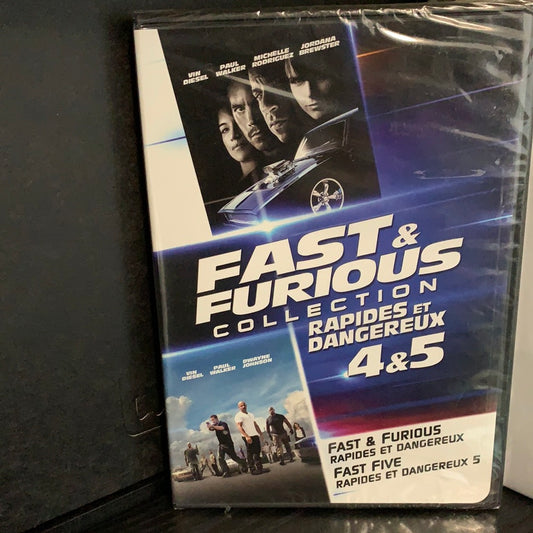 VIN DIESEL
PAUL WALKER
MICHELLE RODRIGUEZ
JORDANA BREWSTER
FAST &
FURIOUS
COLLECTION
RAPIDES ET
DANGEREUX
4&5
VIN DIESEL
PAUL WALKER
DWAYNE JOHNSON
FAST & FURIOUS
RAPIDES ET DANGEREUX
FAST FIVE
RAPIDES ET DANGEREUX 5